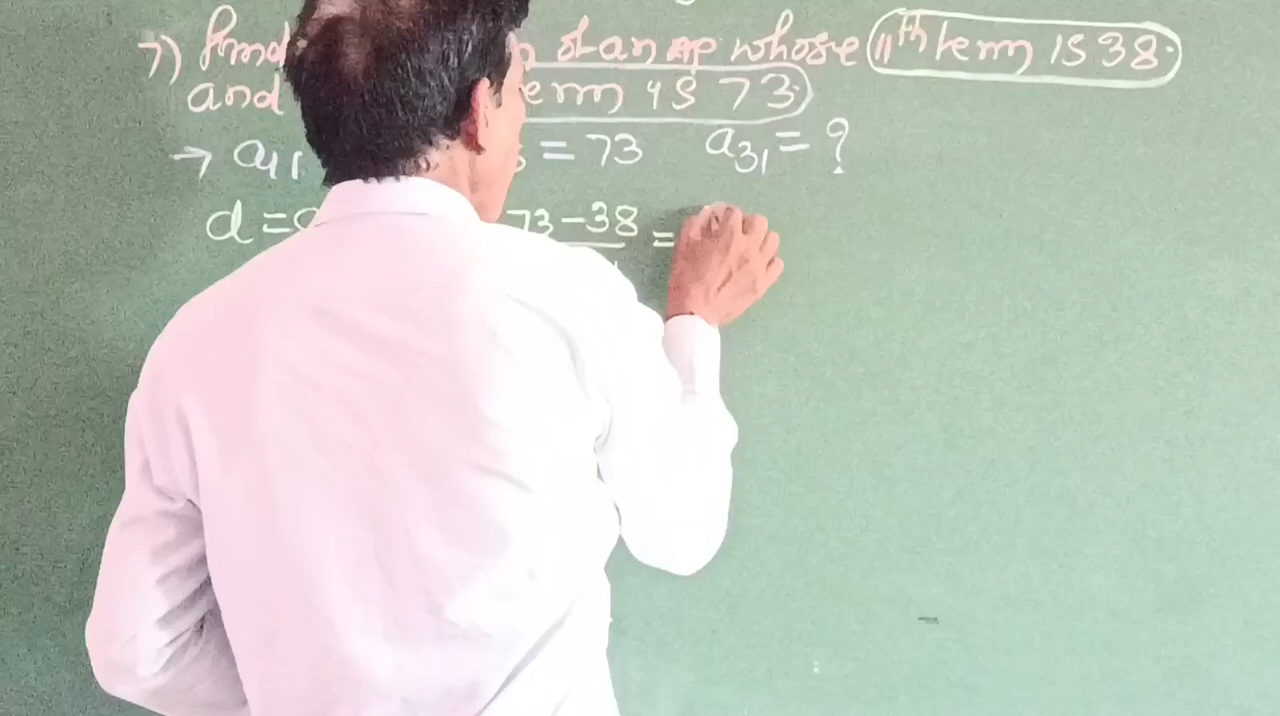 7) Find of an AP whose 11th term is 38.
and term is 73.
→ a11 = 73 a31 = ?
d = 73-38 =